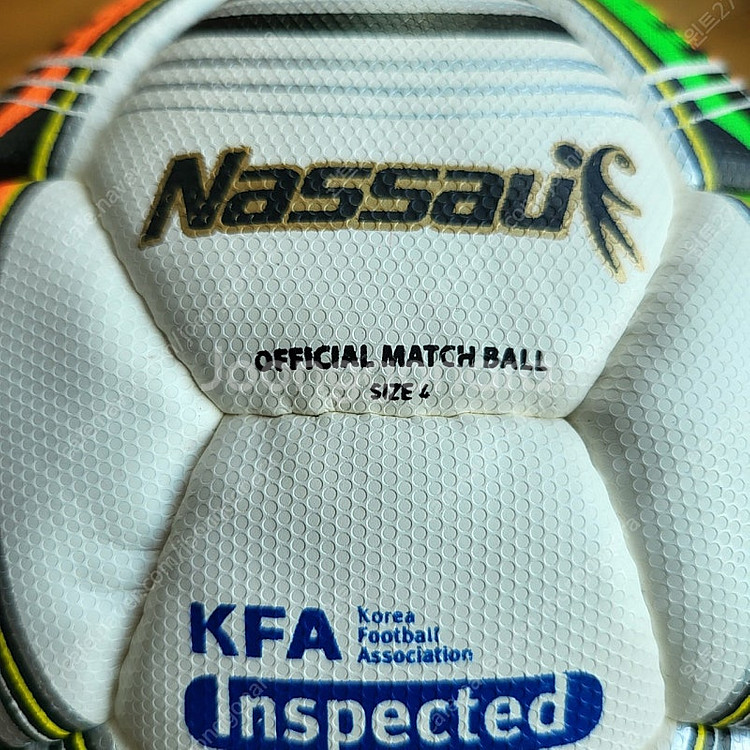 Nassau
OFFICIAL MATCH BALL
SIZE 4
KFA
Korea
Football
Association
Inspected